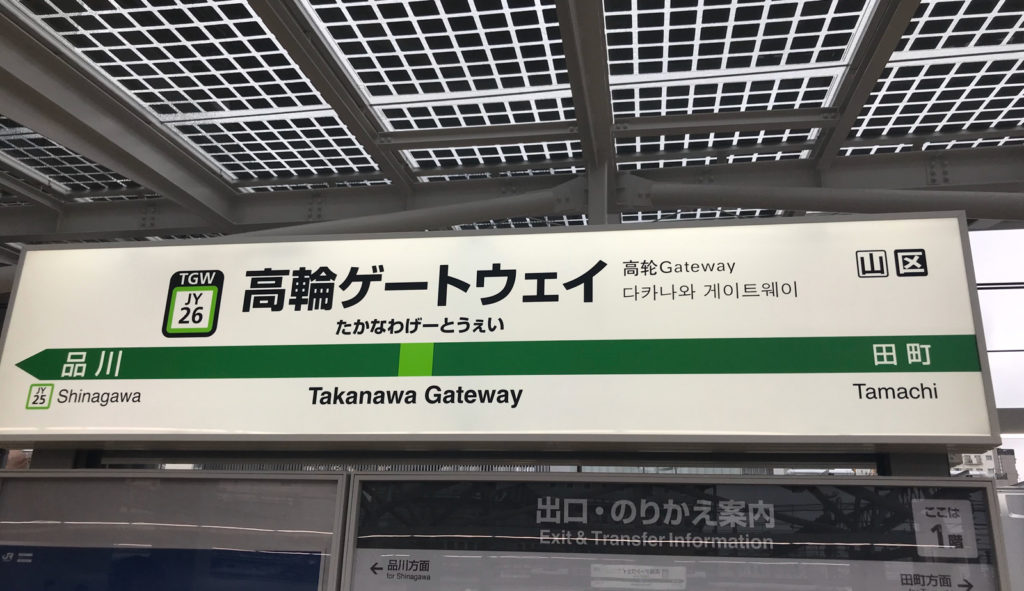 TGW
JY
26
高輪ゲートウェイ
たかなわげーとうぇい
高轮Gateway
다카나와 게이트웨이
山 区
品川
田町
JY
25
Shinagawa
Takanawa Gateway
Tamachi
出口・のりかえ案内
Exit & Transfer Information
ここは
1階
← 品川方面
for Shinagawa
田町方面 →
JR